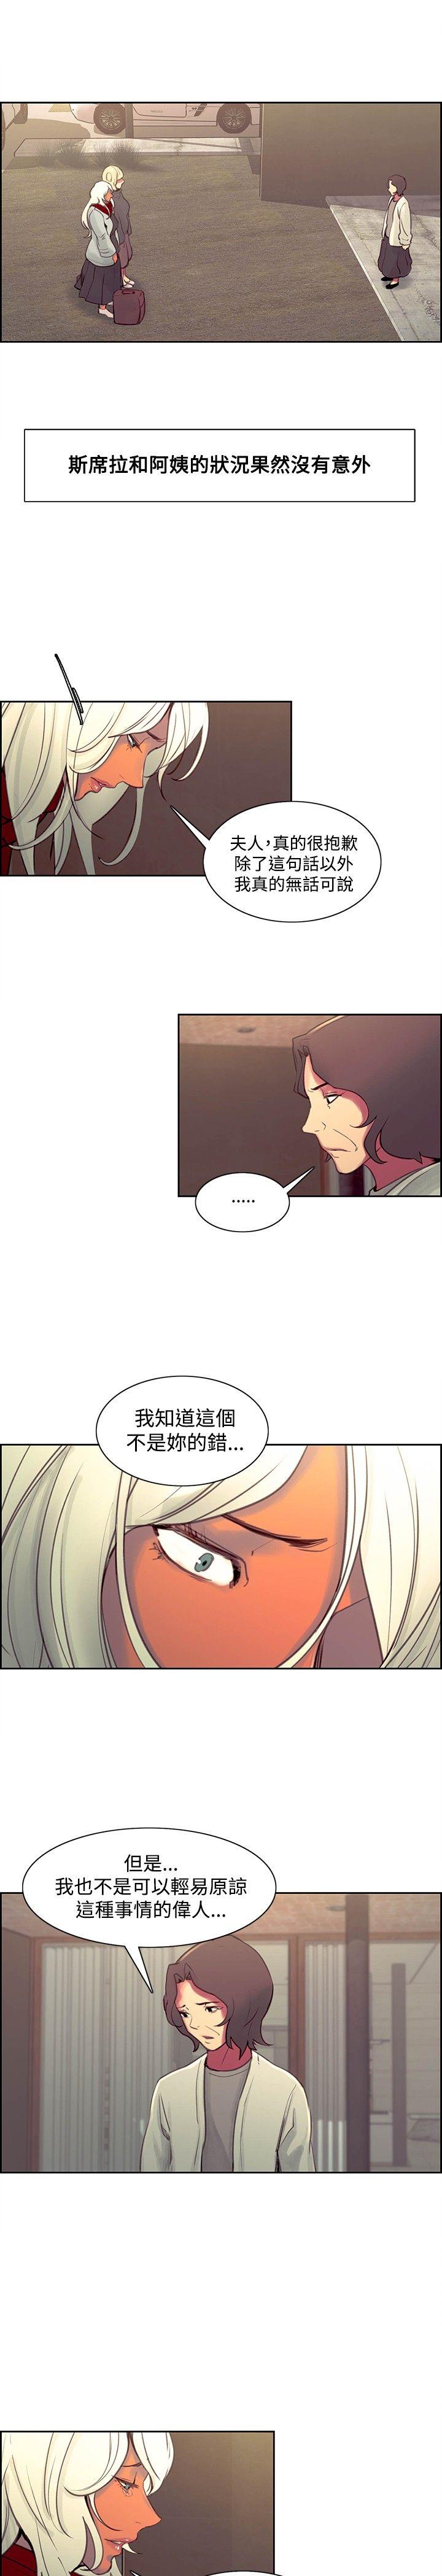 斯席拉和阿姨的狀況果然沒有意外
夫人，真的很抱歉
除了這句話以外
我真的無話可說
.....
我知道這個
不是妳的錯...
但是...
我也不是可以輕易原諒
這種事情的偉人...